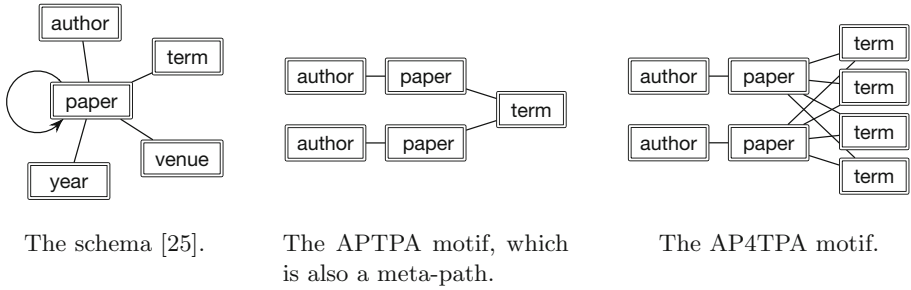 author
term
paper
venue
year
The schema [25].
author
paper
term
author
paper
The APTPA motif, which
is also a meta-path.
author
paper
term
term
author
paper
term
term
The AP4TPA motif.